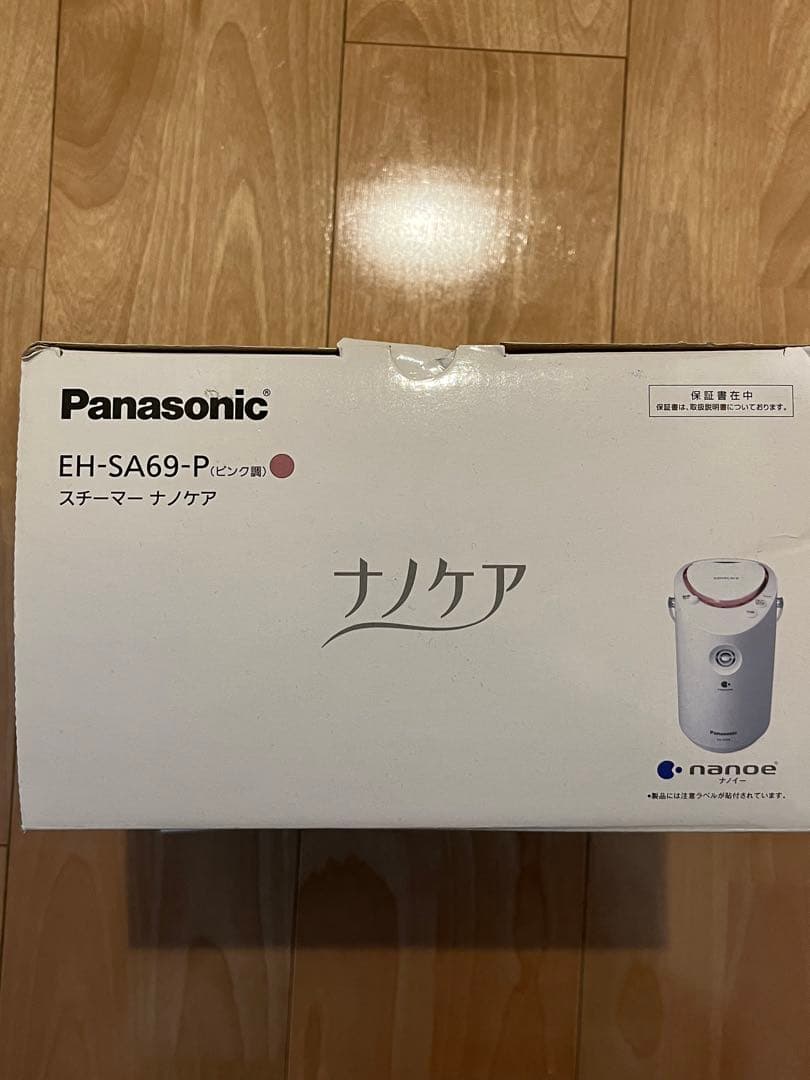 Panasonic®
保証書在中
保証書は、取扱説明書についております。
EH-SA69-P(ピンク調)
スチーマー ナノケア
ナノケア
Panasonic
nanoe
ナノイー
•製品には注意ラベルが貼付されています。